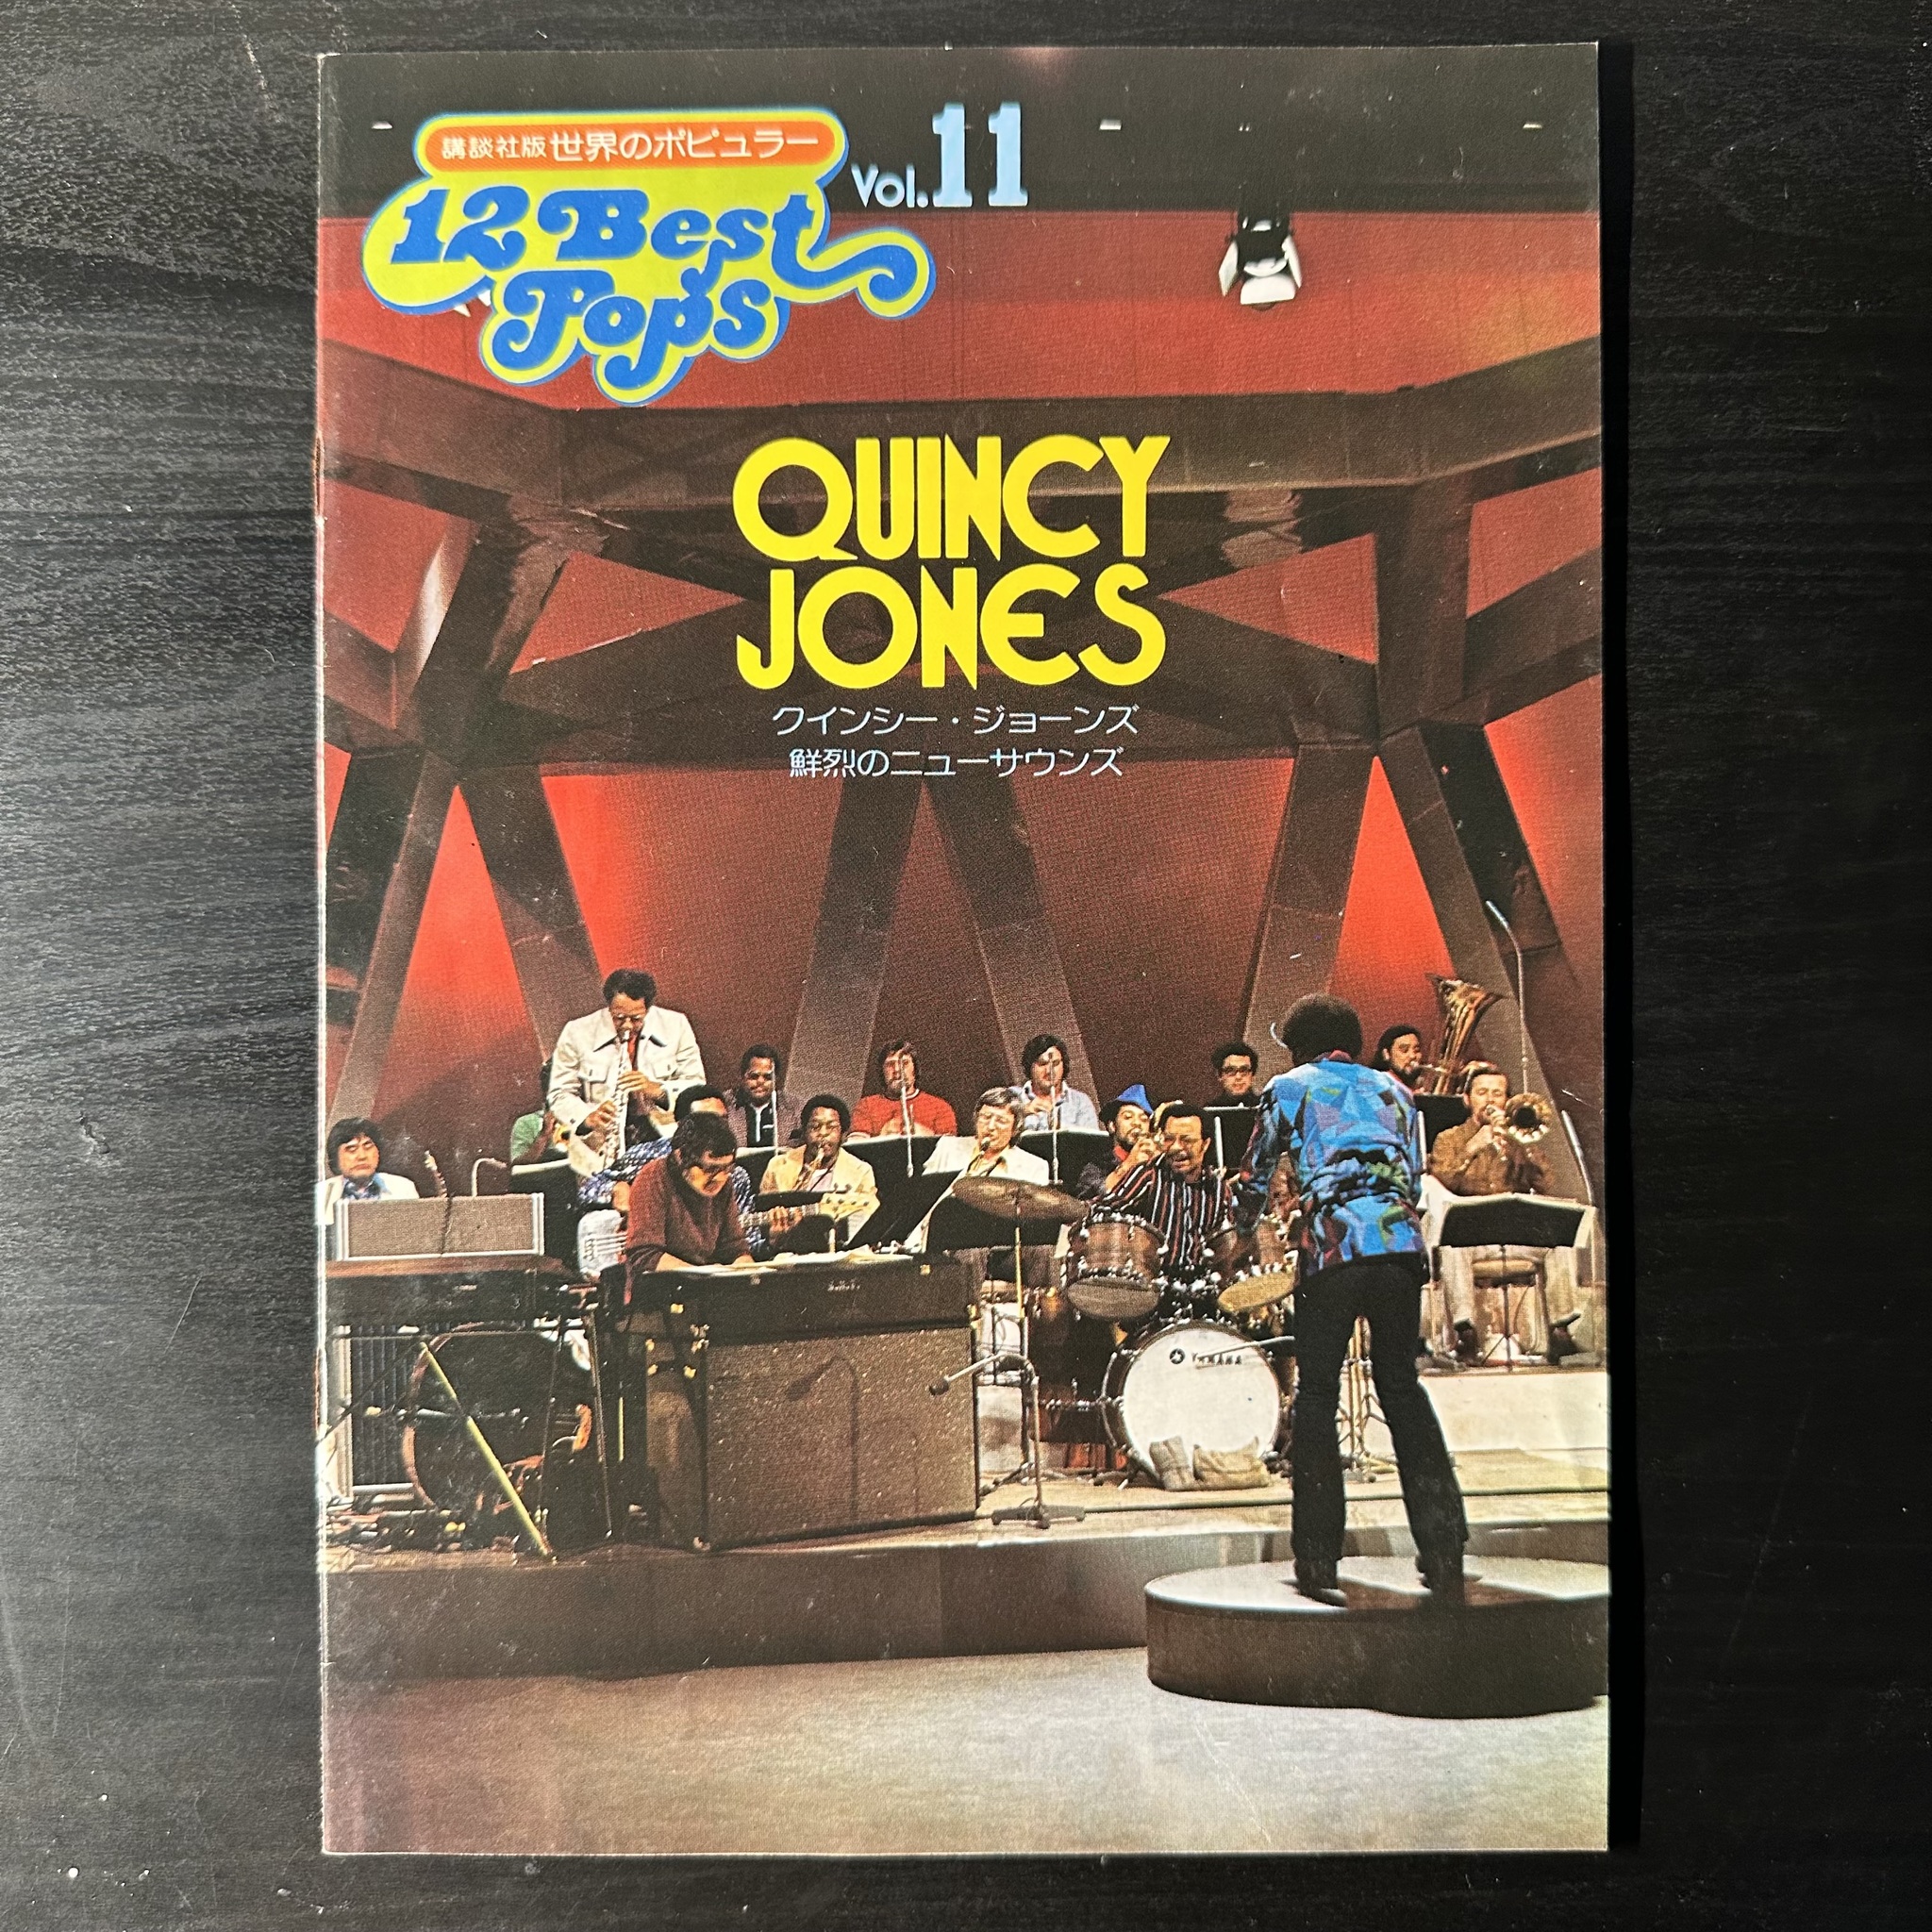 講談社版 世界のポピュラー
12 Best
Pops
Vol.11
QUINCY
JONES
クインシー・ジョーンズ
鮮烈のニューサウンズ
YAMAHA